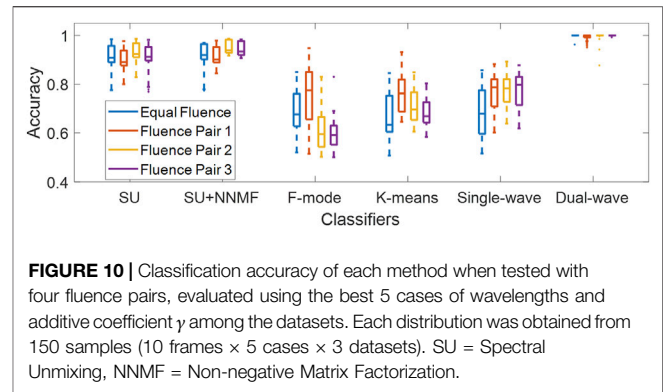 1
0.8
0.6
0.4
Accuracy
Equal Fluence
Fluence Pair 1
Fluence Pair 2
Fluence Pair 3
SU SU+NNMF F-mode K-means Single-wave Dual-wave
Classifiers
FIGURE 10 | Classification accuracy of each method when tested with
four fluence pairs, evaluated using the best 5 cases of wavelengths and
additive coefficient γ among the datasets. Each distribution was obtained from
150 samples (10 frames × 5 cases × 3 datasets). SU = Spectral
Unmixing, NNMF = Non-negative Matrix Factorization.